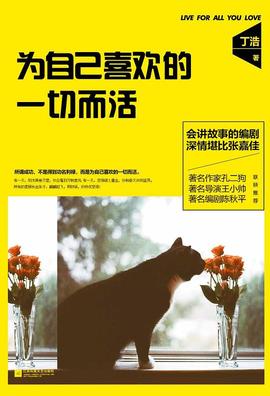 LIVE FOR ALL YOU LOVE
丁浩
著
为自己喜欢的
一切而活
会讲故事的编剧
深情堪比张嘉佳
著名作家孔二狗
著名导演王小帅
著名编剧陈秋平
联袂推荐
所谓成功,不是得到功名利禄,而是为自己喜欢的一切而活。